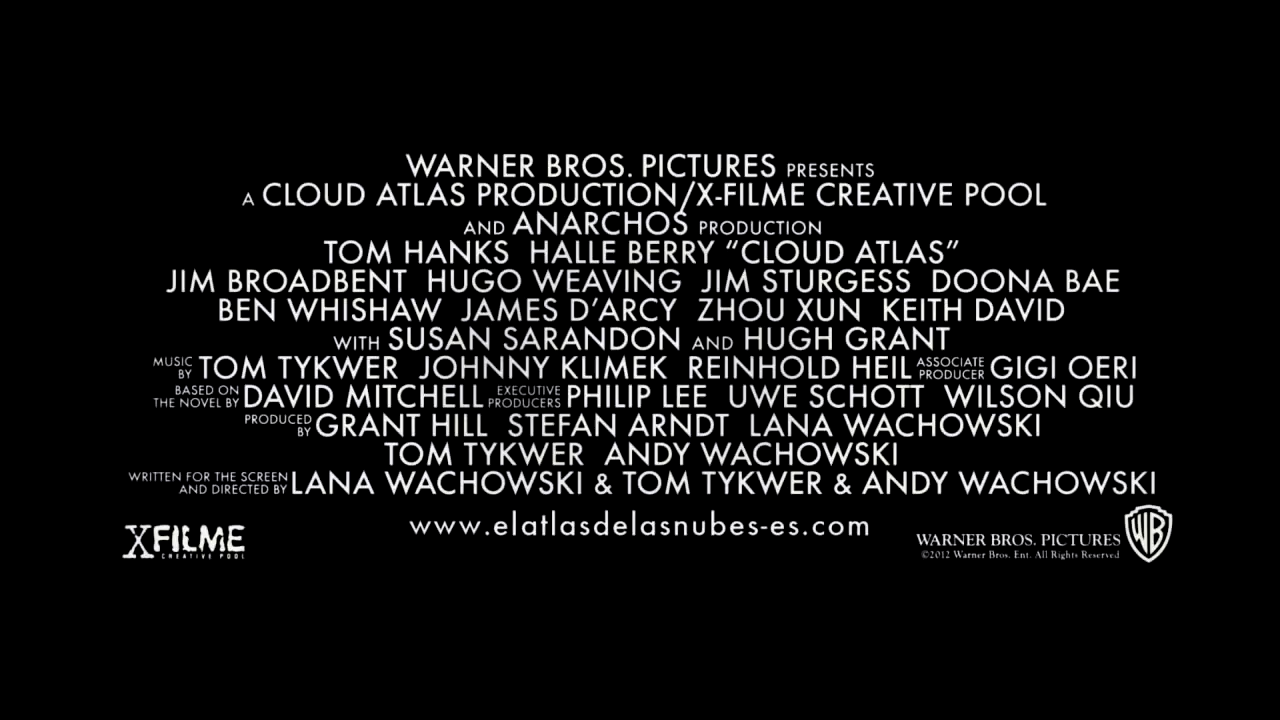 WARNER BROS. PICTURES PRESENTS
A CLOUD ATLAS PRODUCTION/X-FILME CREATIVE POOL
AND ANARCHOS PRODUCTION
TOM HANKS HALLE BERRY “CLOUD ATLAS”
JIM BROADBENT HUGO WEAVING JIM STURGESS DOONA BAE
BEN WHISHAW JAMES D’ARCY ZHOU XUN KEITH DAVID
WITH SUSAN SARANDON AND HUGH GRANT
MUSIC BY TOM TYKWER JOHNNY KLIMEK REINHOLD HEIL ASSOCIATE PRODUCER GIGI OERI
BASED ON THE NOVEL BY DAVID MITCHELL EXECUTIVE PRODUCERS PHILIP LEE UWE SCHOTT WILSON QIU
PRODUCED BY GRANT HILL STEFAN ARNDT LANA WACHOWSKI
TOM TYKWER ANDY WACHOWSKI
WRITTEN FOR THE SCREEN AND DIRECTED BY LANA WACHOWSKI & TOM TYKWER & ANDY WACHOWSKI
www.elatlasdelasnubes-es.com
XFILME
CREATIVE POOL
WARNER BROS. PICTURES
©2012 Warner Bros. Ent. All Rights Reserved
WB